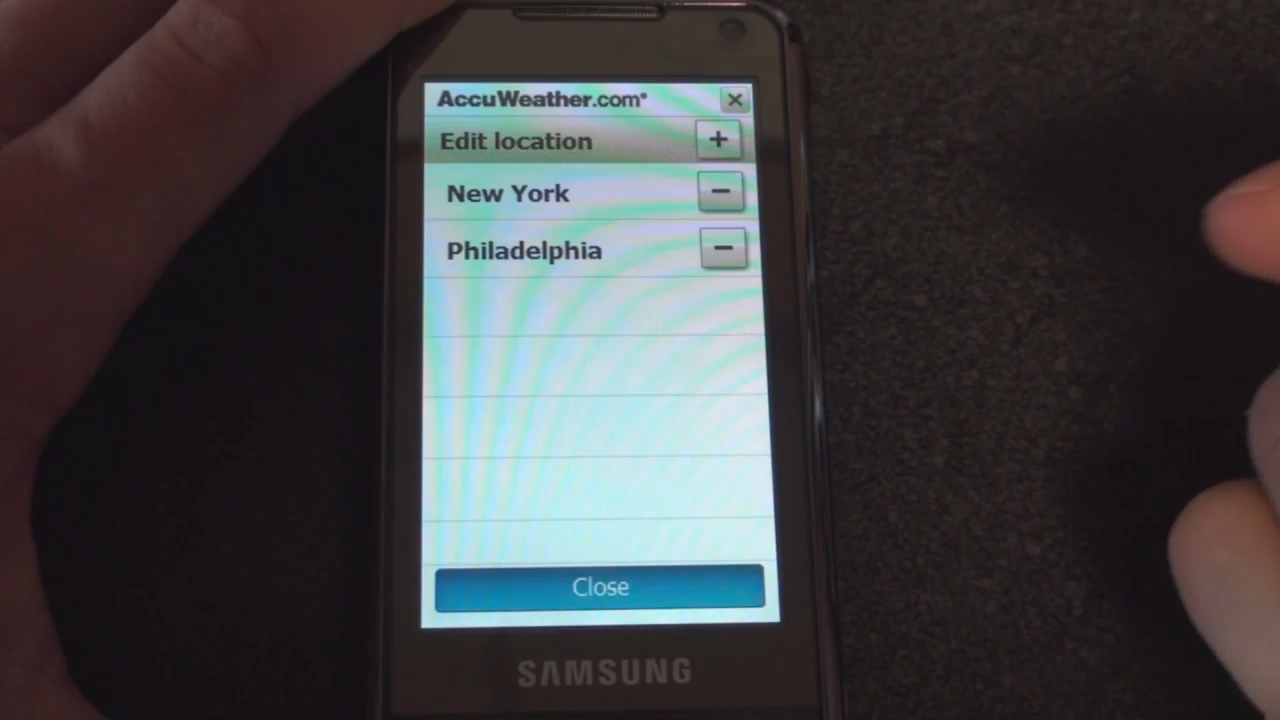 AccuWeather.com®
Edit location +
New York −
Philadelphia −
Close
SAMSUNG